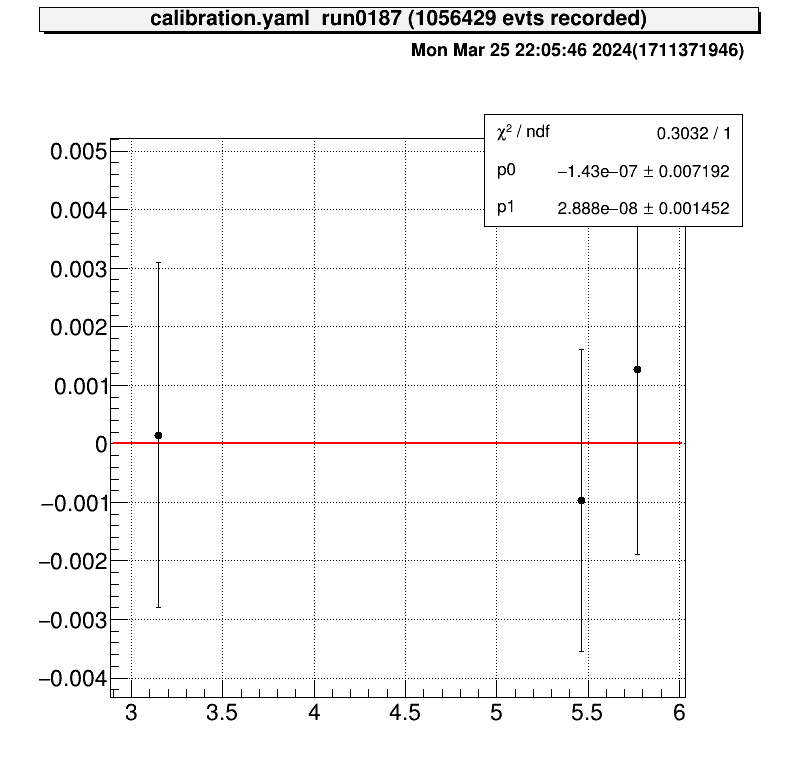 calibration.yaml run0187 (1056429 evts recorded)
Mon Mar 25 22:05:46 2024(1711371946)
χ² / ndf 0.3032 / 1
p0 −1.43e−07 ± 0.007192
p1 2.888e−08 ± 0.001452
0.005
0.004
0.003
0.002
0.001
0
−0.001
−0.002
−0.003
−0.004
3 3.5 4 4.5 5 5.5 6